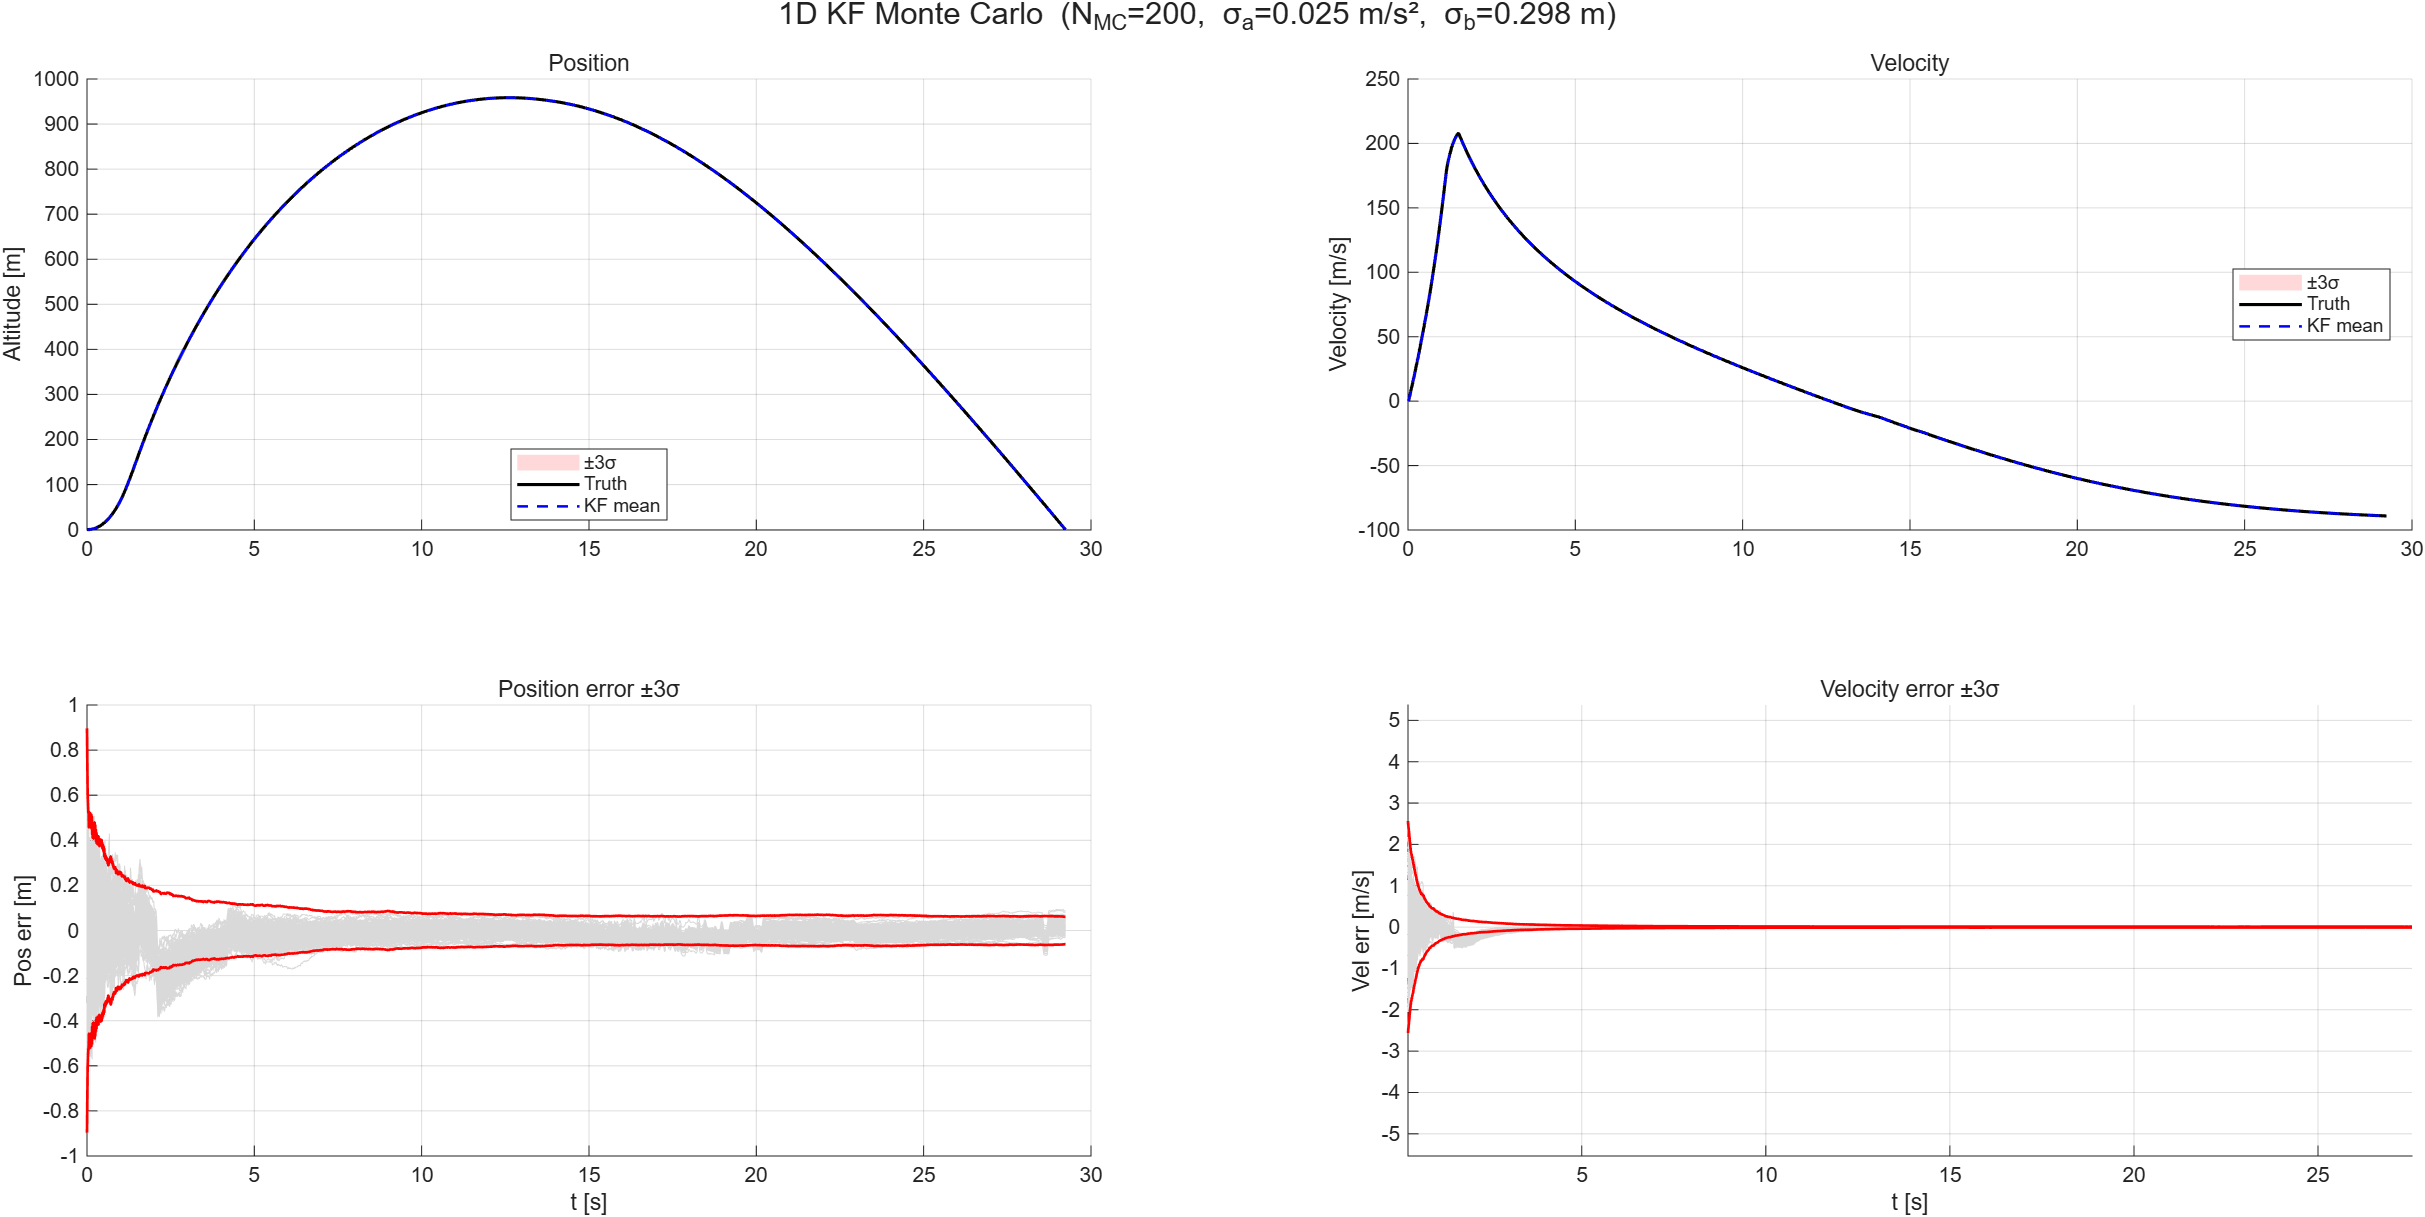 1D KF Monte Carlo  (N_MC=200,  σ_a=0.025 m/s²,  σ_b=0.298 m)
Position
Altitude [m]
1000
900
800
700
600
500
400
300
200
100
0
0 5 10 15 20 25 30
±3σ
Truth
KF mean
Velocity
Velocity [m/s]
250
200
150
100
50
0
-50
-100
0 5 10 15 20 25 30
±3σ
Truth
KF mean
Position error ±3σ
Pos err [m]
1
0.8
0.6
0.4
0.2
0
-0.2
-0.4
-0.6
-0.8
-1
0 5 10 15 20 25 30
t [s]
Velocity error ±3σ
Vel err [m/s]
5
4
3
2
1
0
-1
-2
-3
-4
-5
5 10 15 20 25
t [s]